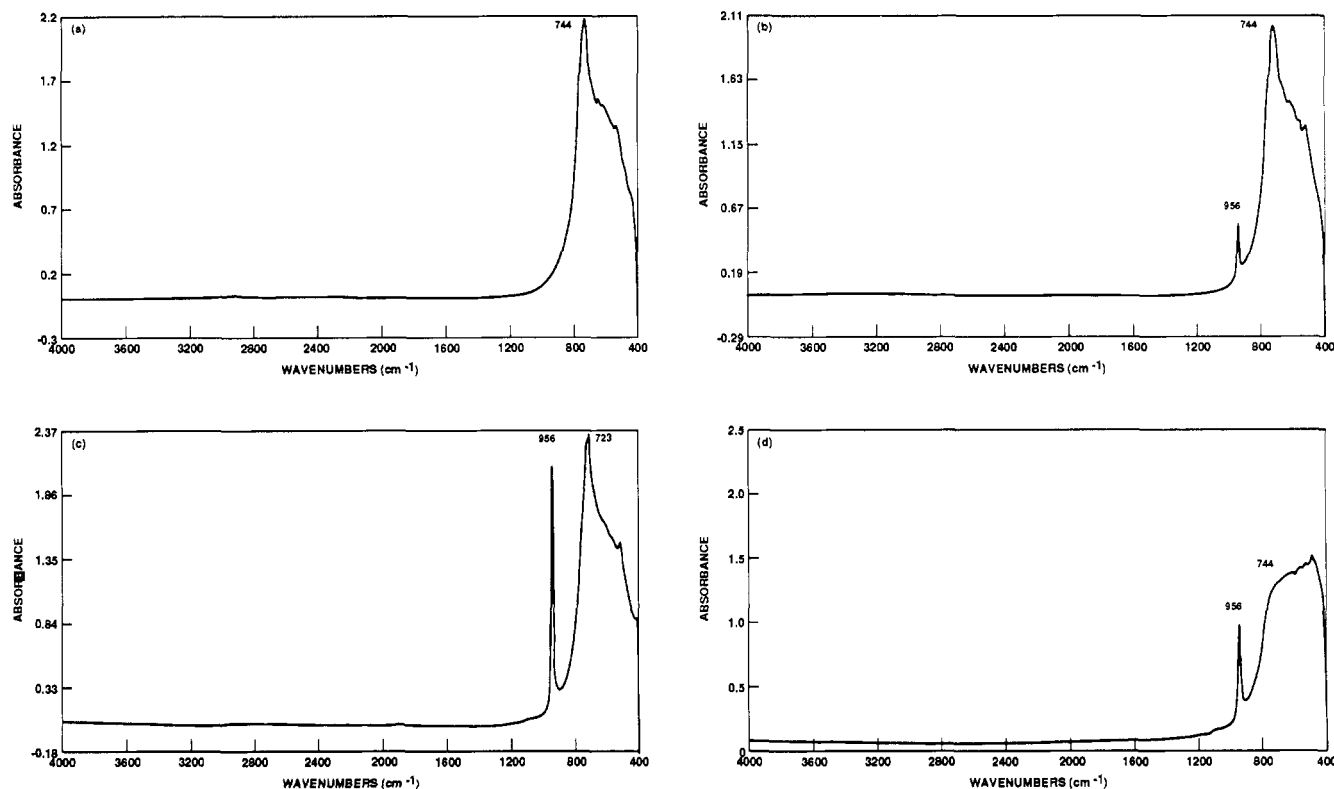 (a)
744
2.2
1.7
1.2
0.7
0.2
-0.3
ABSORBANCE
4000 3600 3200 2800 2400 2000 1600 1200 800 400
WAVENUMBERS (cm -1)
(b)
744
956
2.11
1.63
1.15
0.67
0.19
-0.29
ABSORBANCE
4000 3600 3200 2800 2400 2000 1600 1200 800 400
WAVENUMBERS (cm -1)
(c)
956 723
2.37
1.86
1.35
0.84
0.33
-0.18
ABSORBANCE
4000 3600 3200 2800 2400 2000 1600 1200 800 400
WAVENUMBERS (cm -1)
(d)
744
956
2.5
2.0
1.5
1.0
0.5
0
ABSORBANCE
4000 3600 3200 2800 2400 2000 1600 1200 800 400
WAVENUMBERS (cm -1)